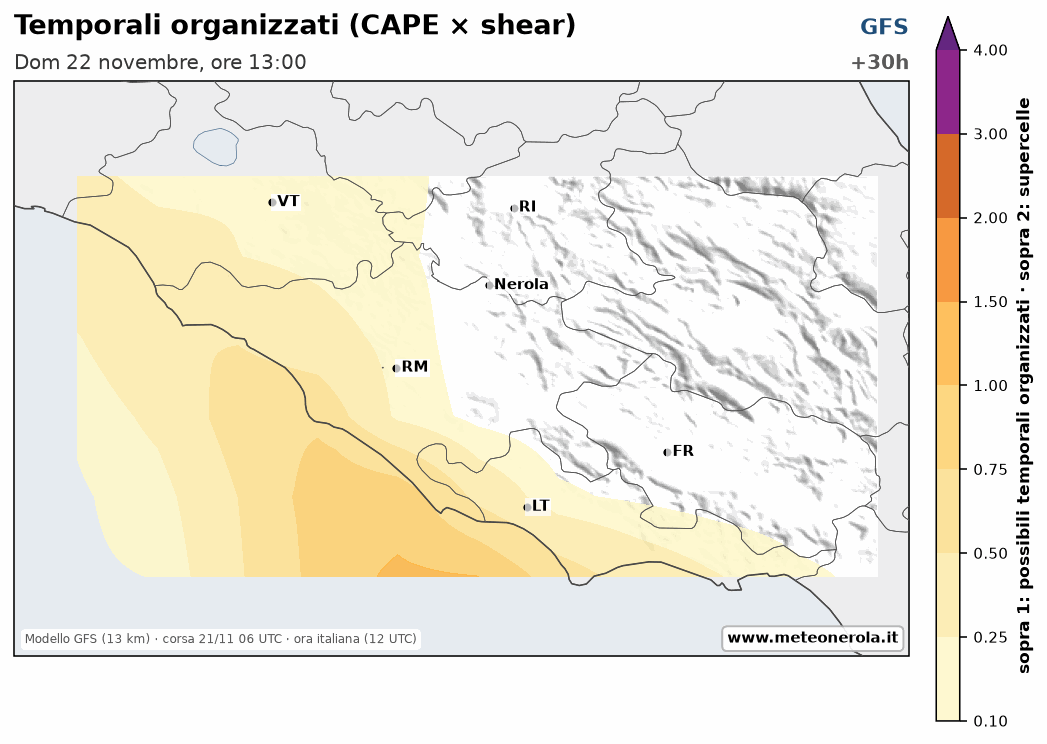 Temporali organizzati (CAPE × shear)
GFS
Dom 22 novembre, ore 13:00
+30h
VT
RI
Nerola
RM
FR
LT
Modello GFS (13 km) · corsa 21/11 06 UTC · ora italiana (12 UTC)
www.meteonerola.it
4.00
3.00
2.00
1.50
1.00
0.75
0.50
0.25
0.10
sopra 1: possibili temporali organizzati · sopra 2: supercelle